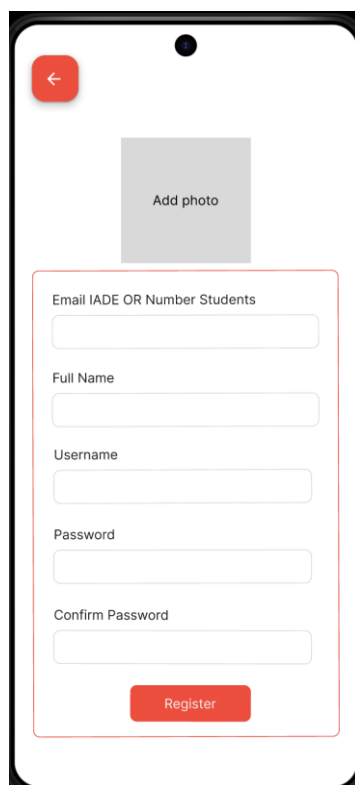 Add photo
Email IADE OR Number Students
Full Name
Username
Password
Confirm Password
Register